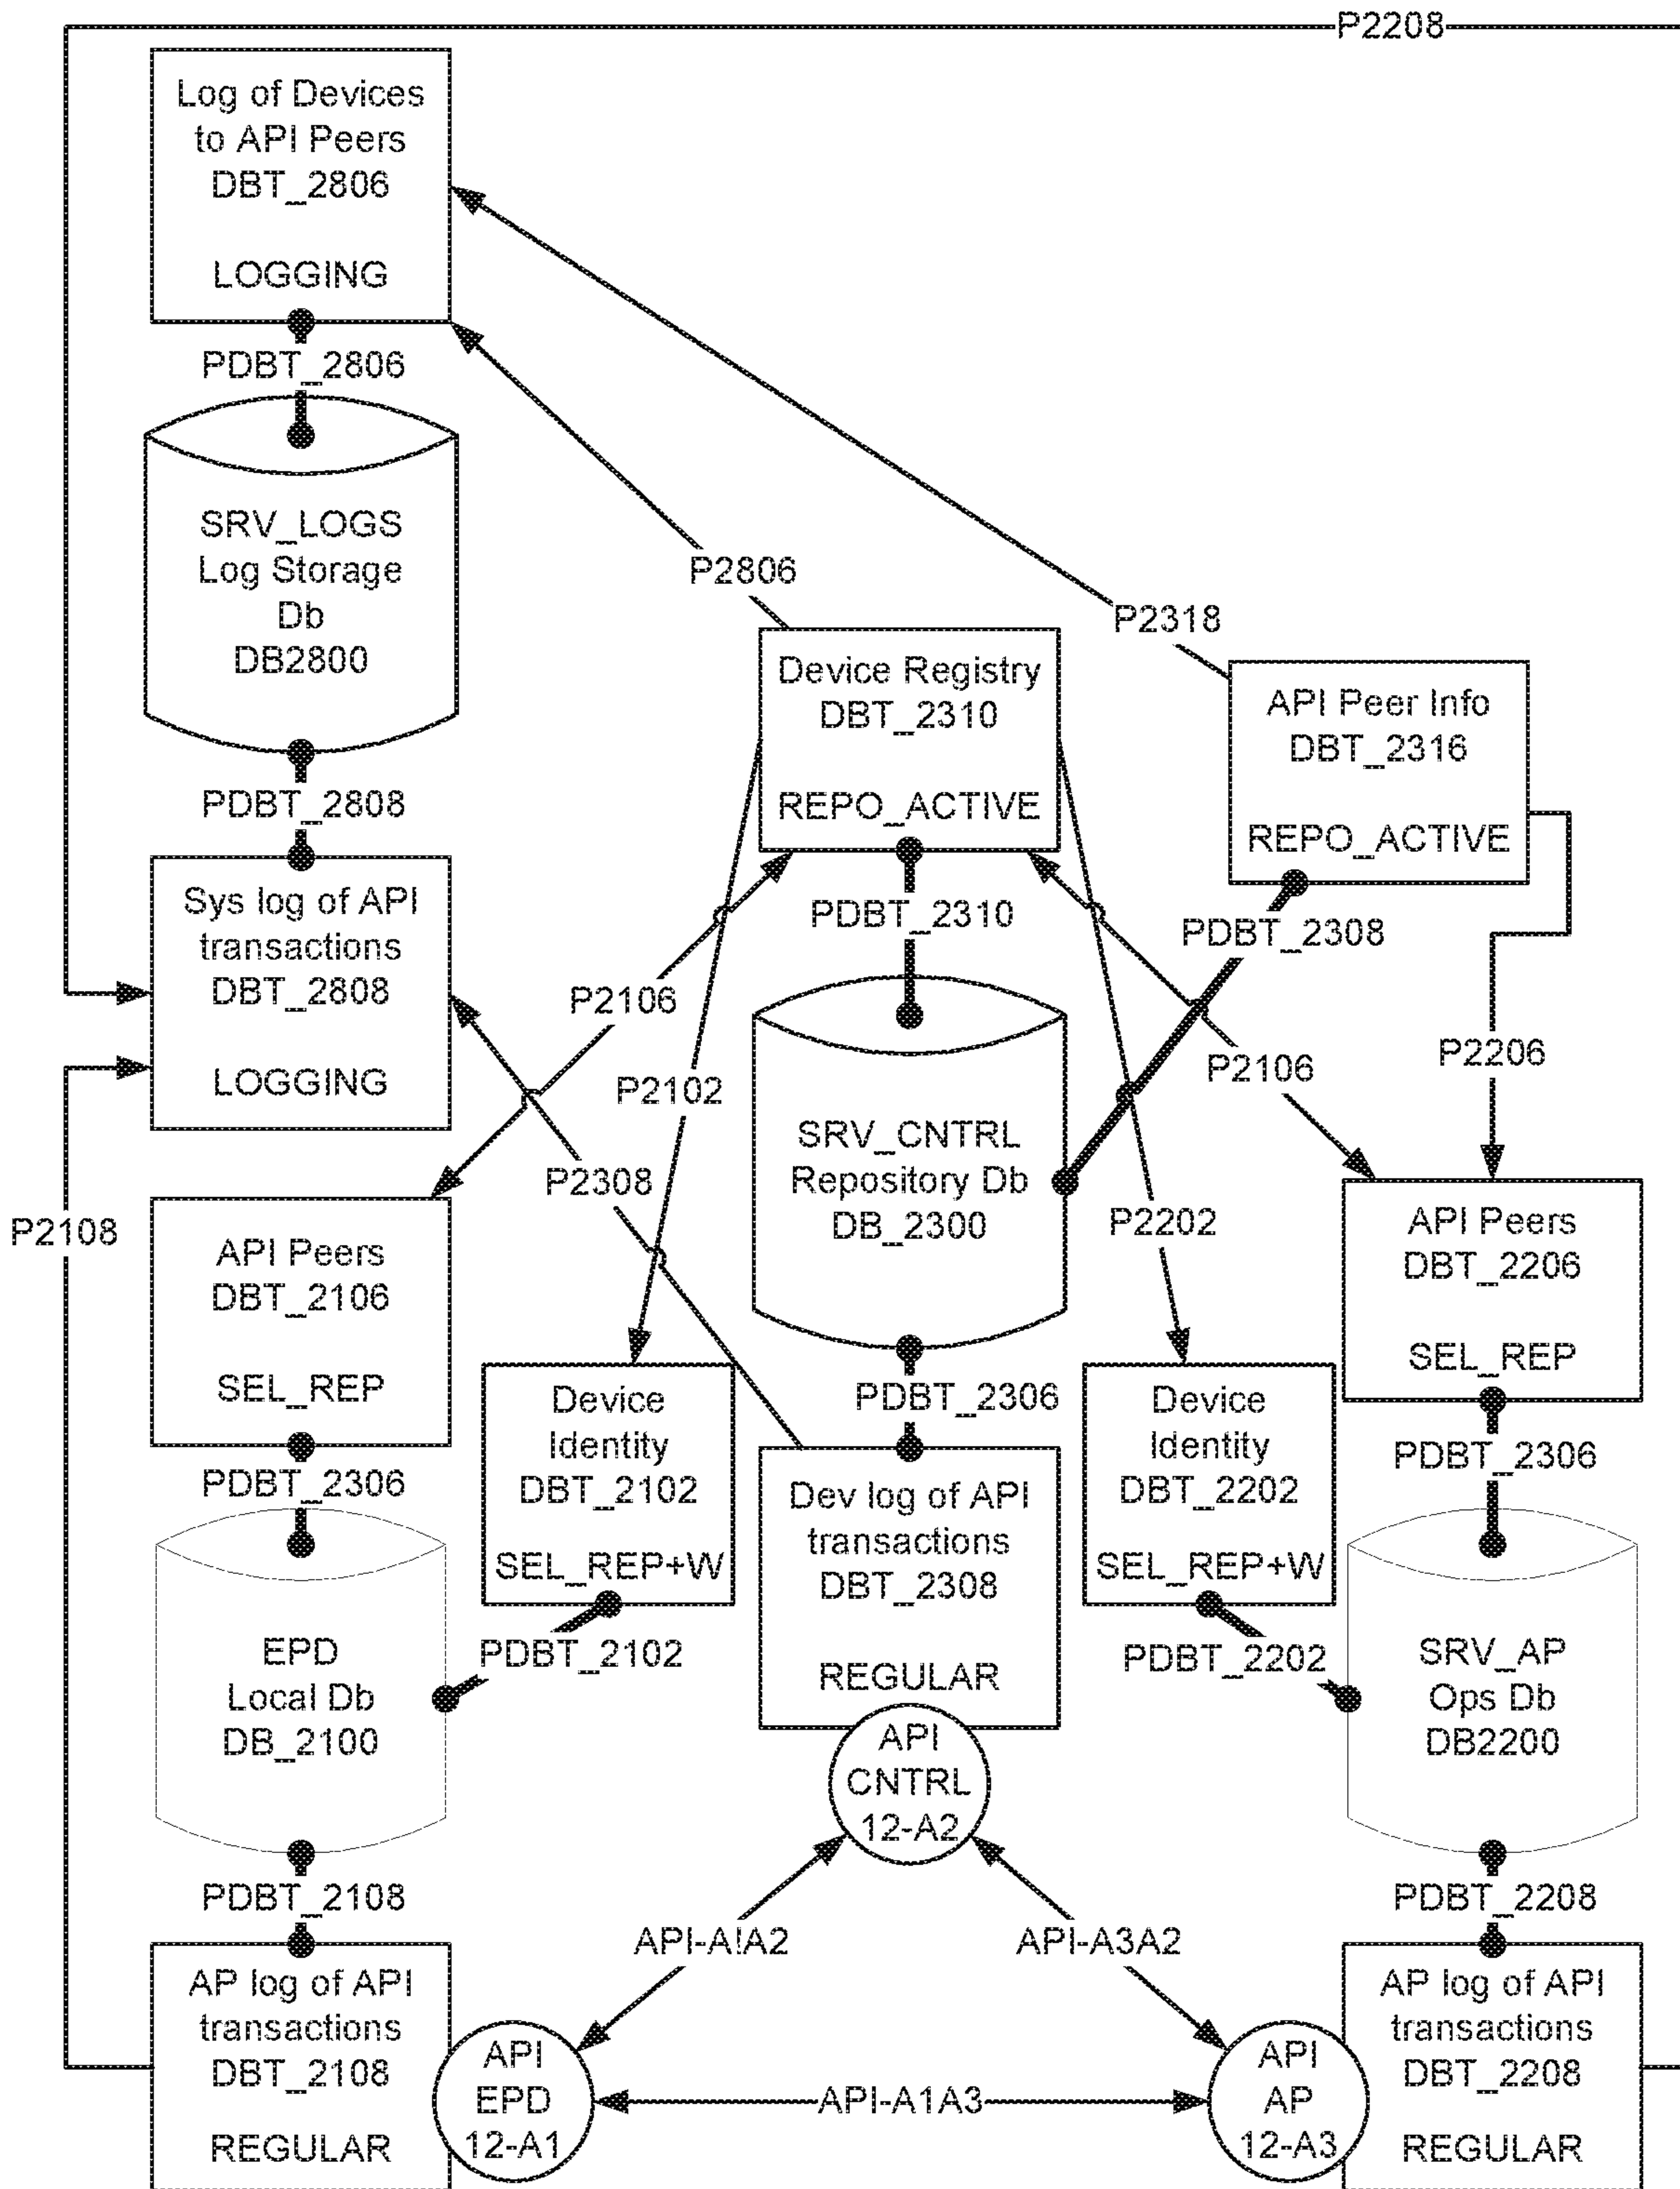 P2208
Log of Devices
to API Peers
DBT_2806
LOGGING
PDBT_2806
SRV_LOGS
Log Storage
Db
DB2800
P2806
P2318
Device Registry
DBT_2310
REPO_ACTIVE
API Peer Info
DBT_2316
REPO_ACTIVE
PDBT_2808
Sys log of API
transactions
DBT_2808
LOGGING
PDBT_2310
PDBT_2308
P2106
P2102
P2106
P2206
SRV_CNTRL
Repository Db
DB_2300
P2308
P2202
P2108
API Peers
DBT_2106
SEL_REP
API Peers
DBT_2206
SEL_REP
Device
Identity
DBT_2102
SEL_REP+W
PDBT_2306
Device
Identity
DBT_2202
SEL_REP+W
PDBT_2306
PDBT_2306
Dev log of API
transactions
DBT_2308
REGULAR
EPD
Local Db
DB_2100
PDBT_2102
PDBT_2202
SRV_AP
Ops Db
DB2200
API
CNTRL
12-A2
PDBT_2108
PDBT_2208
API-A!A2
API-A3A2
AP log of API
transactions
DBT_2108
REGULAR
API
EPD
12-A1
API-A1A3
API
AP
12-A3
AP log of API
transactions
DBT_2208
REGULAR